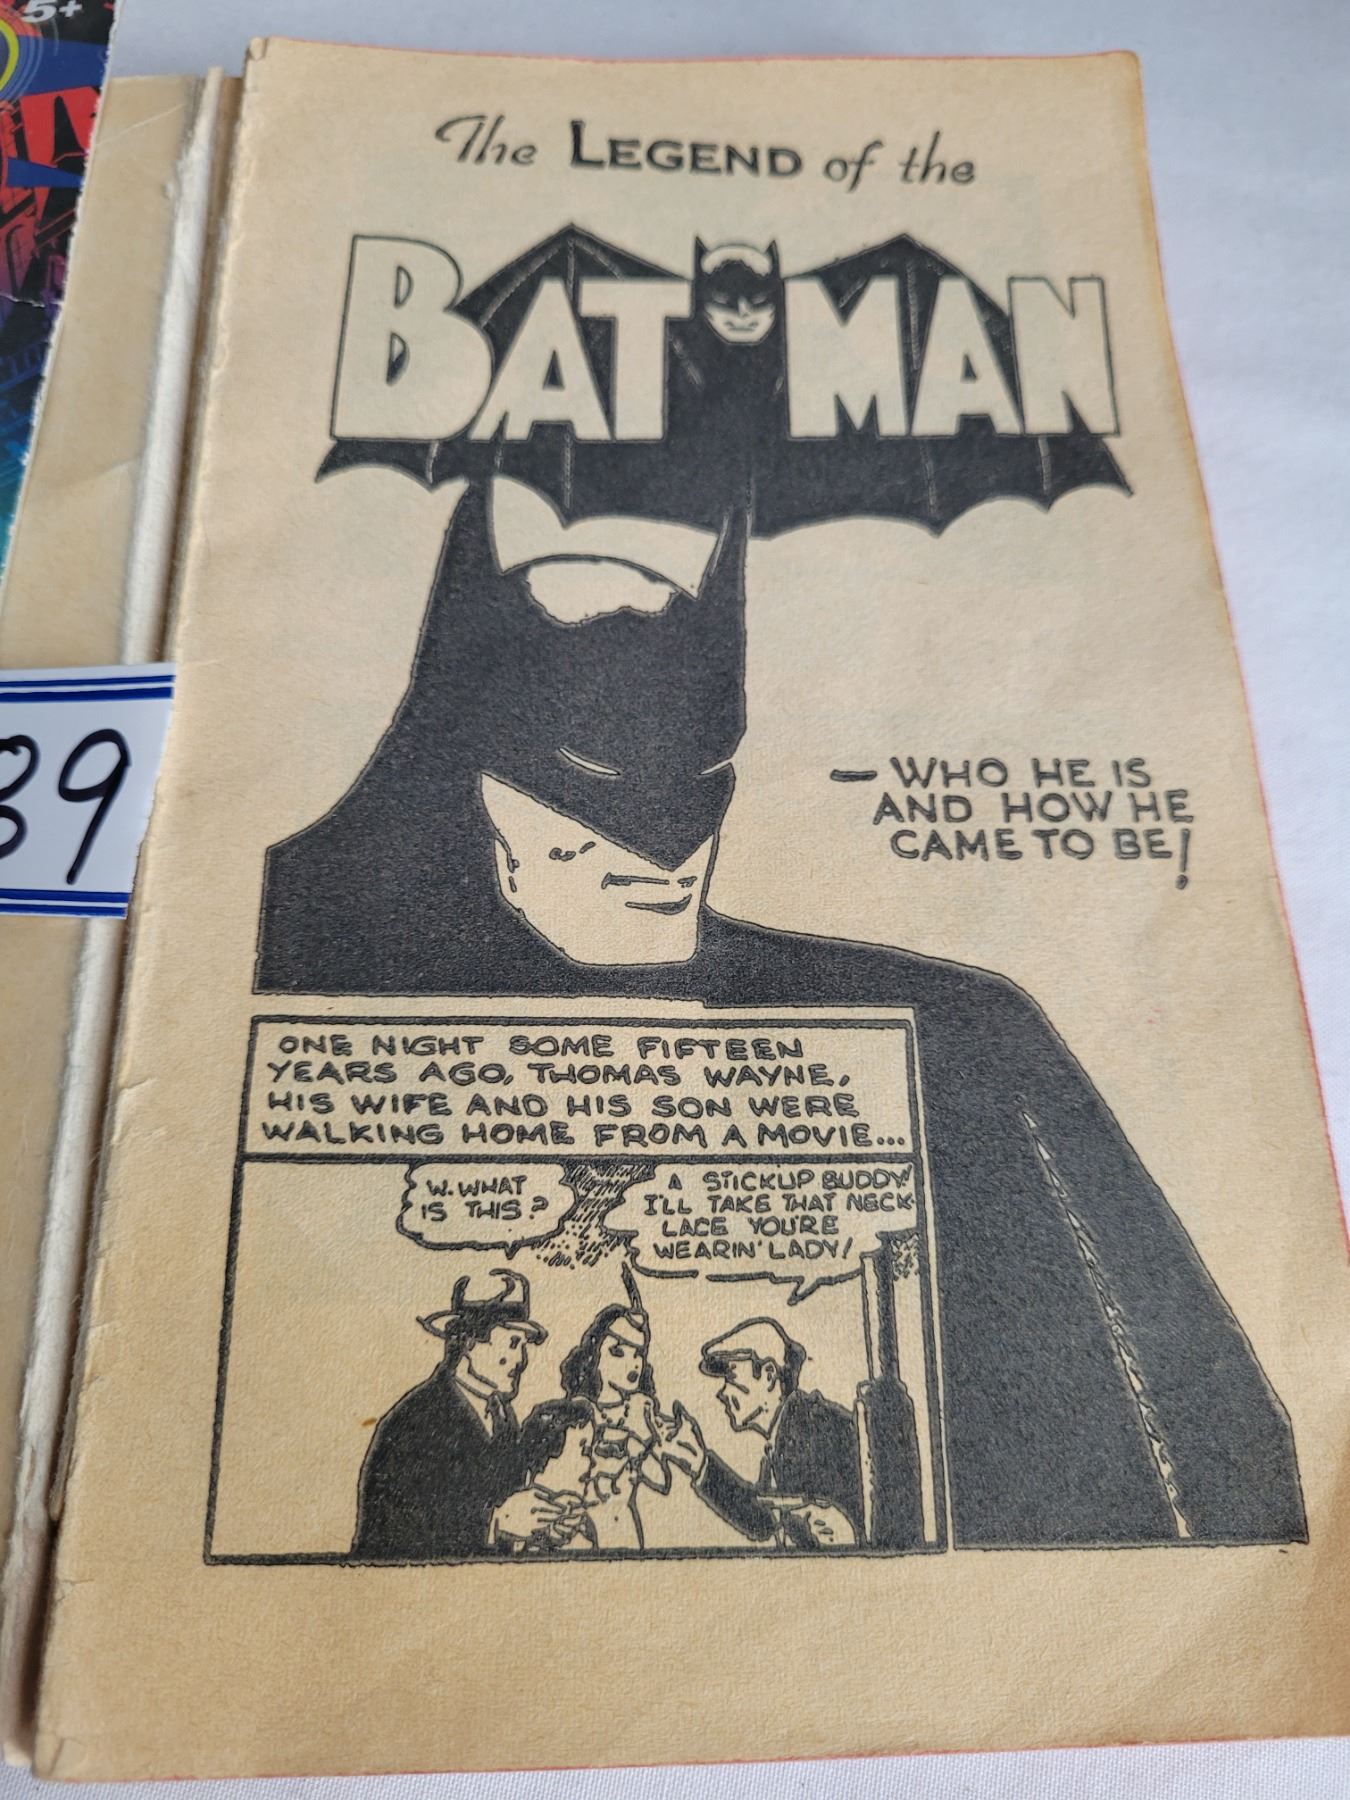 5+
The LEGEND of the
BATMAN
— WHO HE IS
AND HOW HE
CAME TO BE!
39
ONE NIGHT SOME FIFTEEN
YEARS AGO, THOMAS WAYNE,
HIS WIFE AND HIS SON WERE
WALKING HOME FROM A MOVIE...
W. WHAT
IS THIS?
A STICKUP BUDDY!
I'LL TAKE THAT NECK-
LACE YOU'RE
WEARIN' LADY!